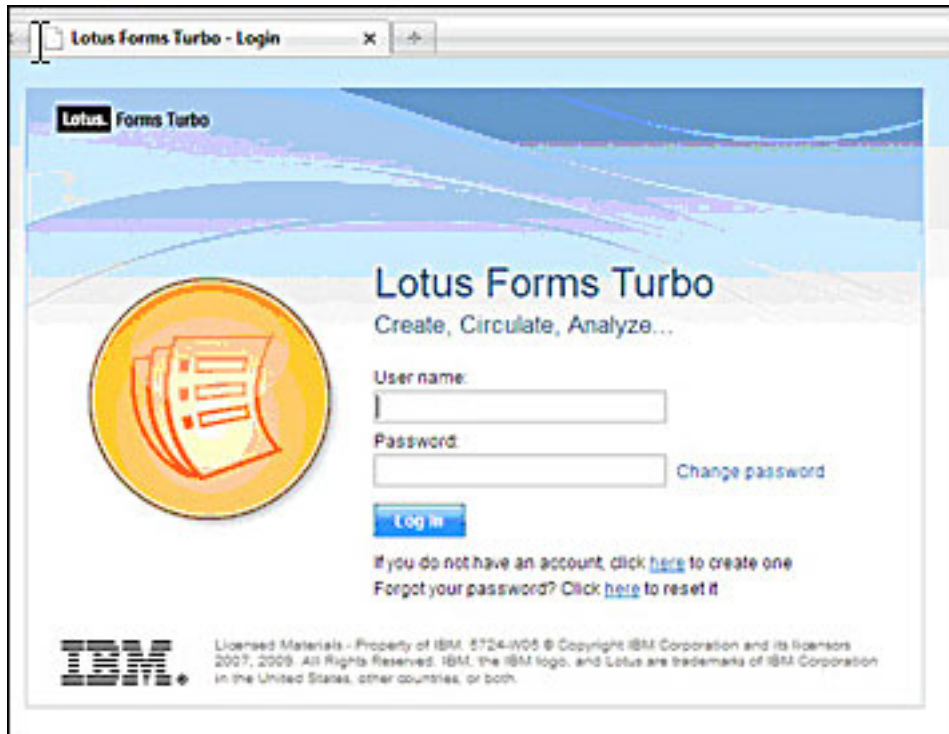 Lotus Forms Turbo - Login
Lotus. Forms Turbo
Lotus Forms Turbo
Create, Circulate, Analyze...
User name:
Password:
Change password
Log in
If you do not have an account, click here to create one
Forgot your password? Click here to reset it
IBM.
Licensed Materials - Property of IBM. 5724-W05 © Copyright IBM Corporation and its licensors
2007, 2009. All Rights Reserved. IBM, the IBM logo, and Lotus are trademarks of IBM Corporation
in the United States, other countries, or both.